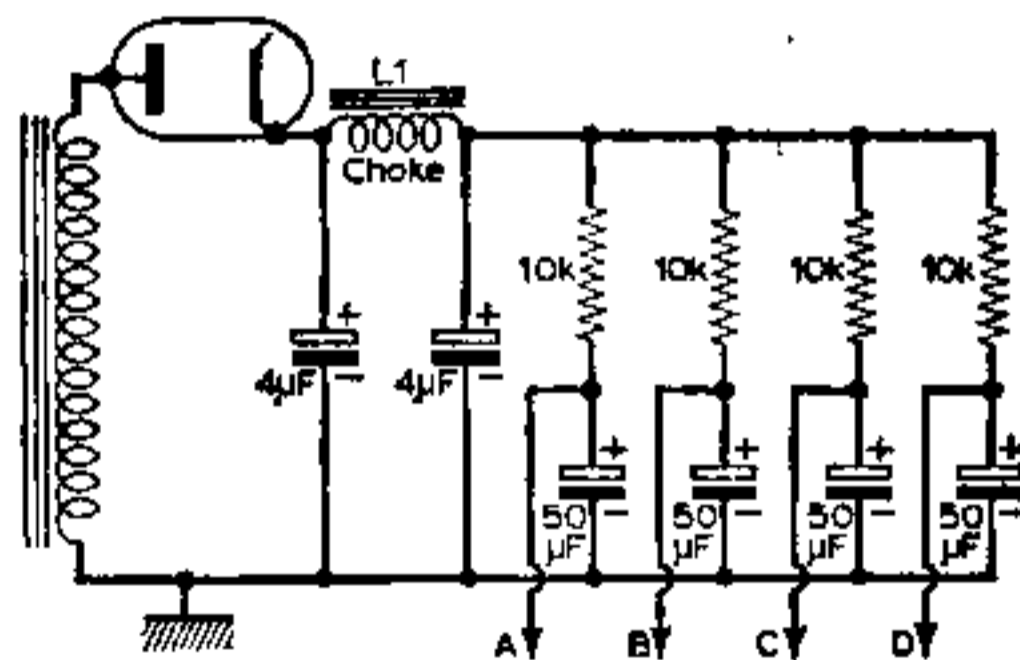 L1
Choke
10k 10k 10k 10k
+ +
4µF − 4µF −
+ + + +
50 − 50 − 50 − 50 −
µF µF µF µF
A B C D